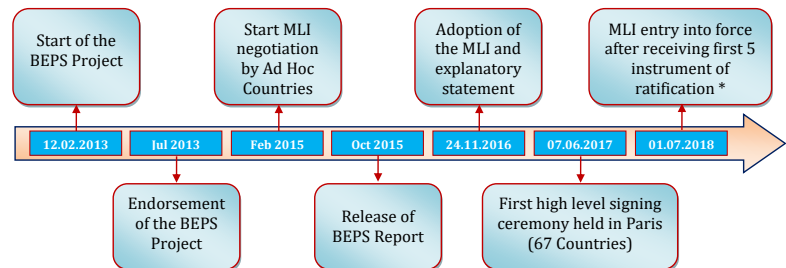 Start of the
BEPS Project
Start MLI
negotiation
by Ad Hoc
Countries
Adoption of
the MLI and
explanatory
statement
MLI entry into force
after receiving first 5
instrument of
ratification *
12.02.2013
Jul 2013
Feb 2015
Oct 2015
24.11.2016
07.06.2017
01.07.2018
Endorsement
of the BEPS
Project
Release of
BEPS Report
First high level signing
ceremony held in Paris
(67 Countries)